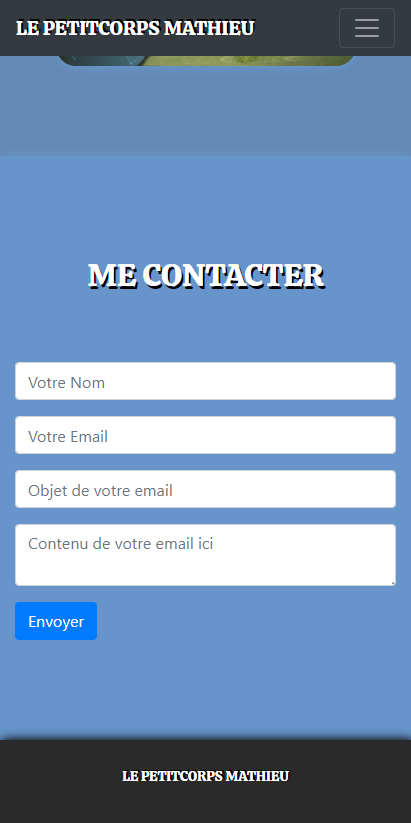 LE PETITCORPS MATHIEU
ME CONTACTER
Votre Nom
Votre Email
Objet de votre email
Contenu de votre email ici
Envoyer
LE PETITCORPS MATHIEU